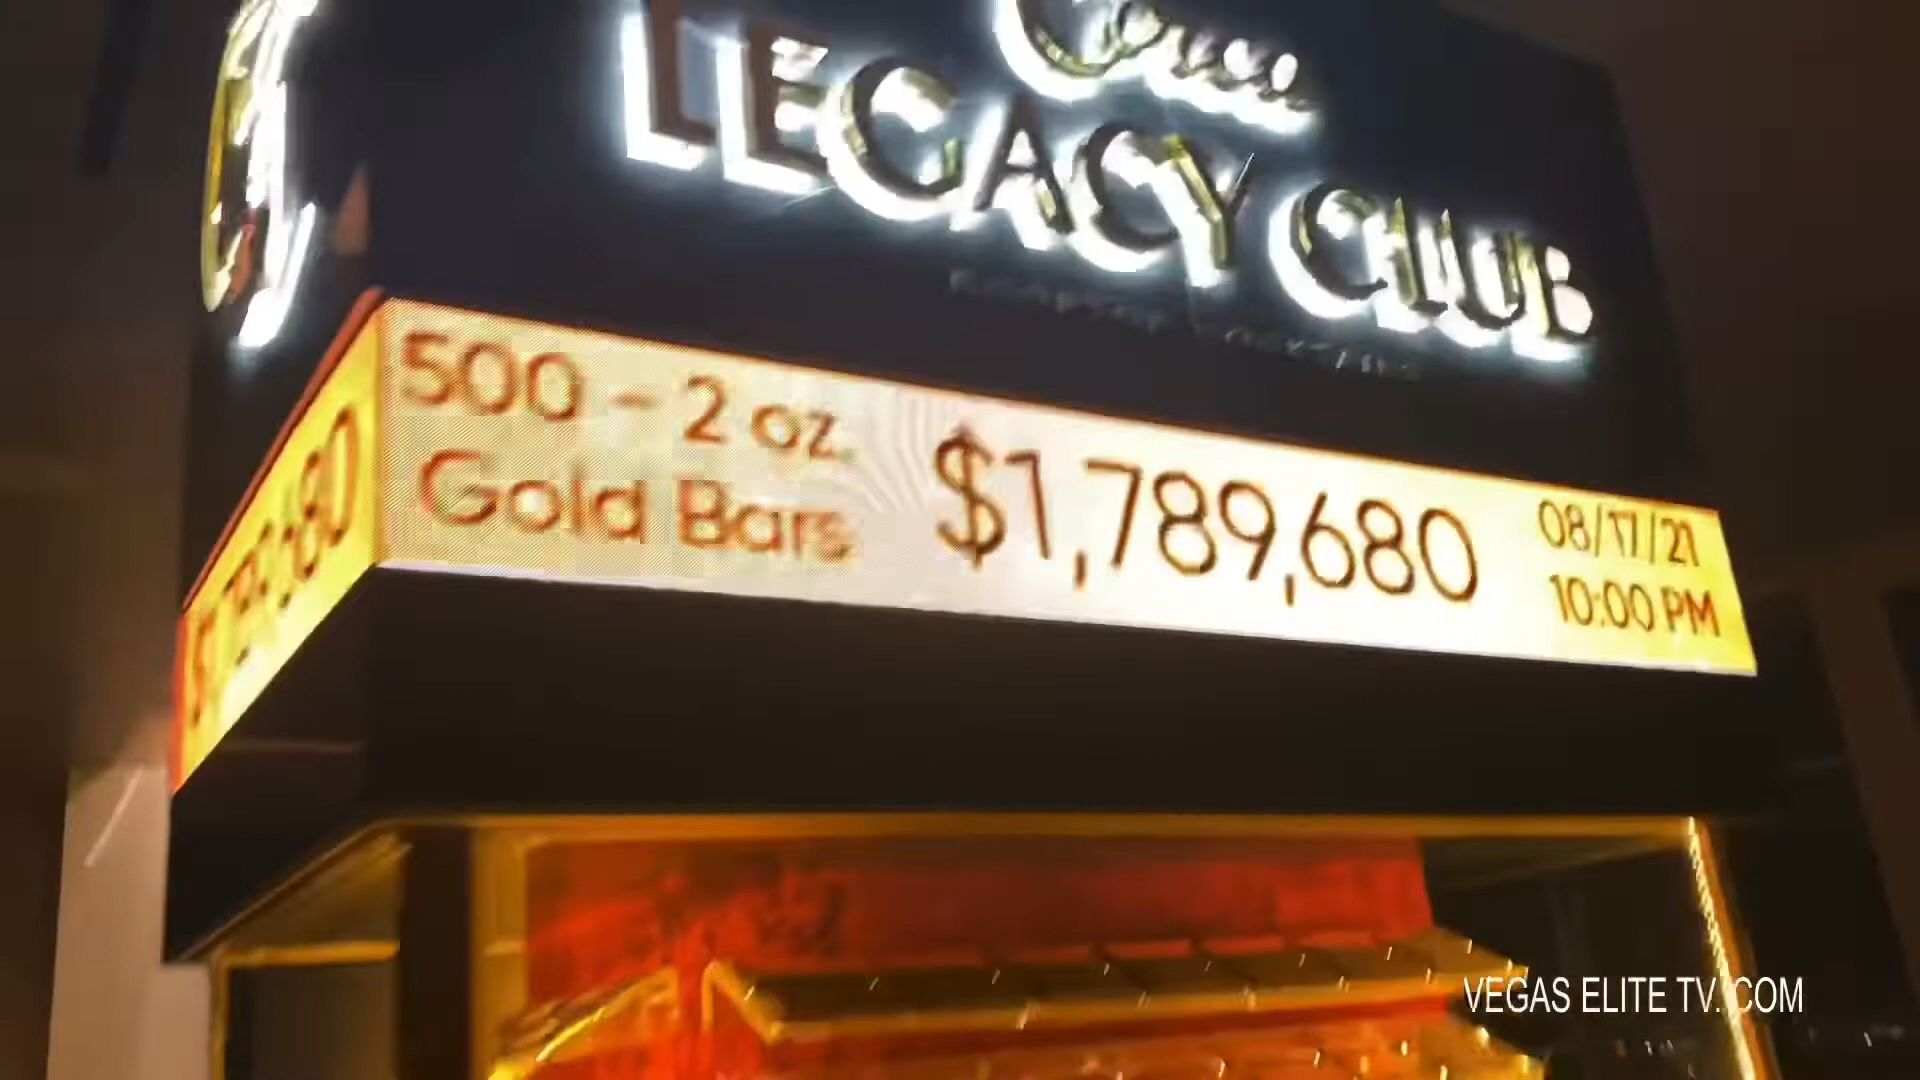 LEGACY CLUB
500 – 2 oz.
Gold Bars
$1,789,680
08/17/21
10:00 PM
VEGAS ELITE TV. COM